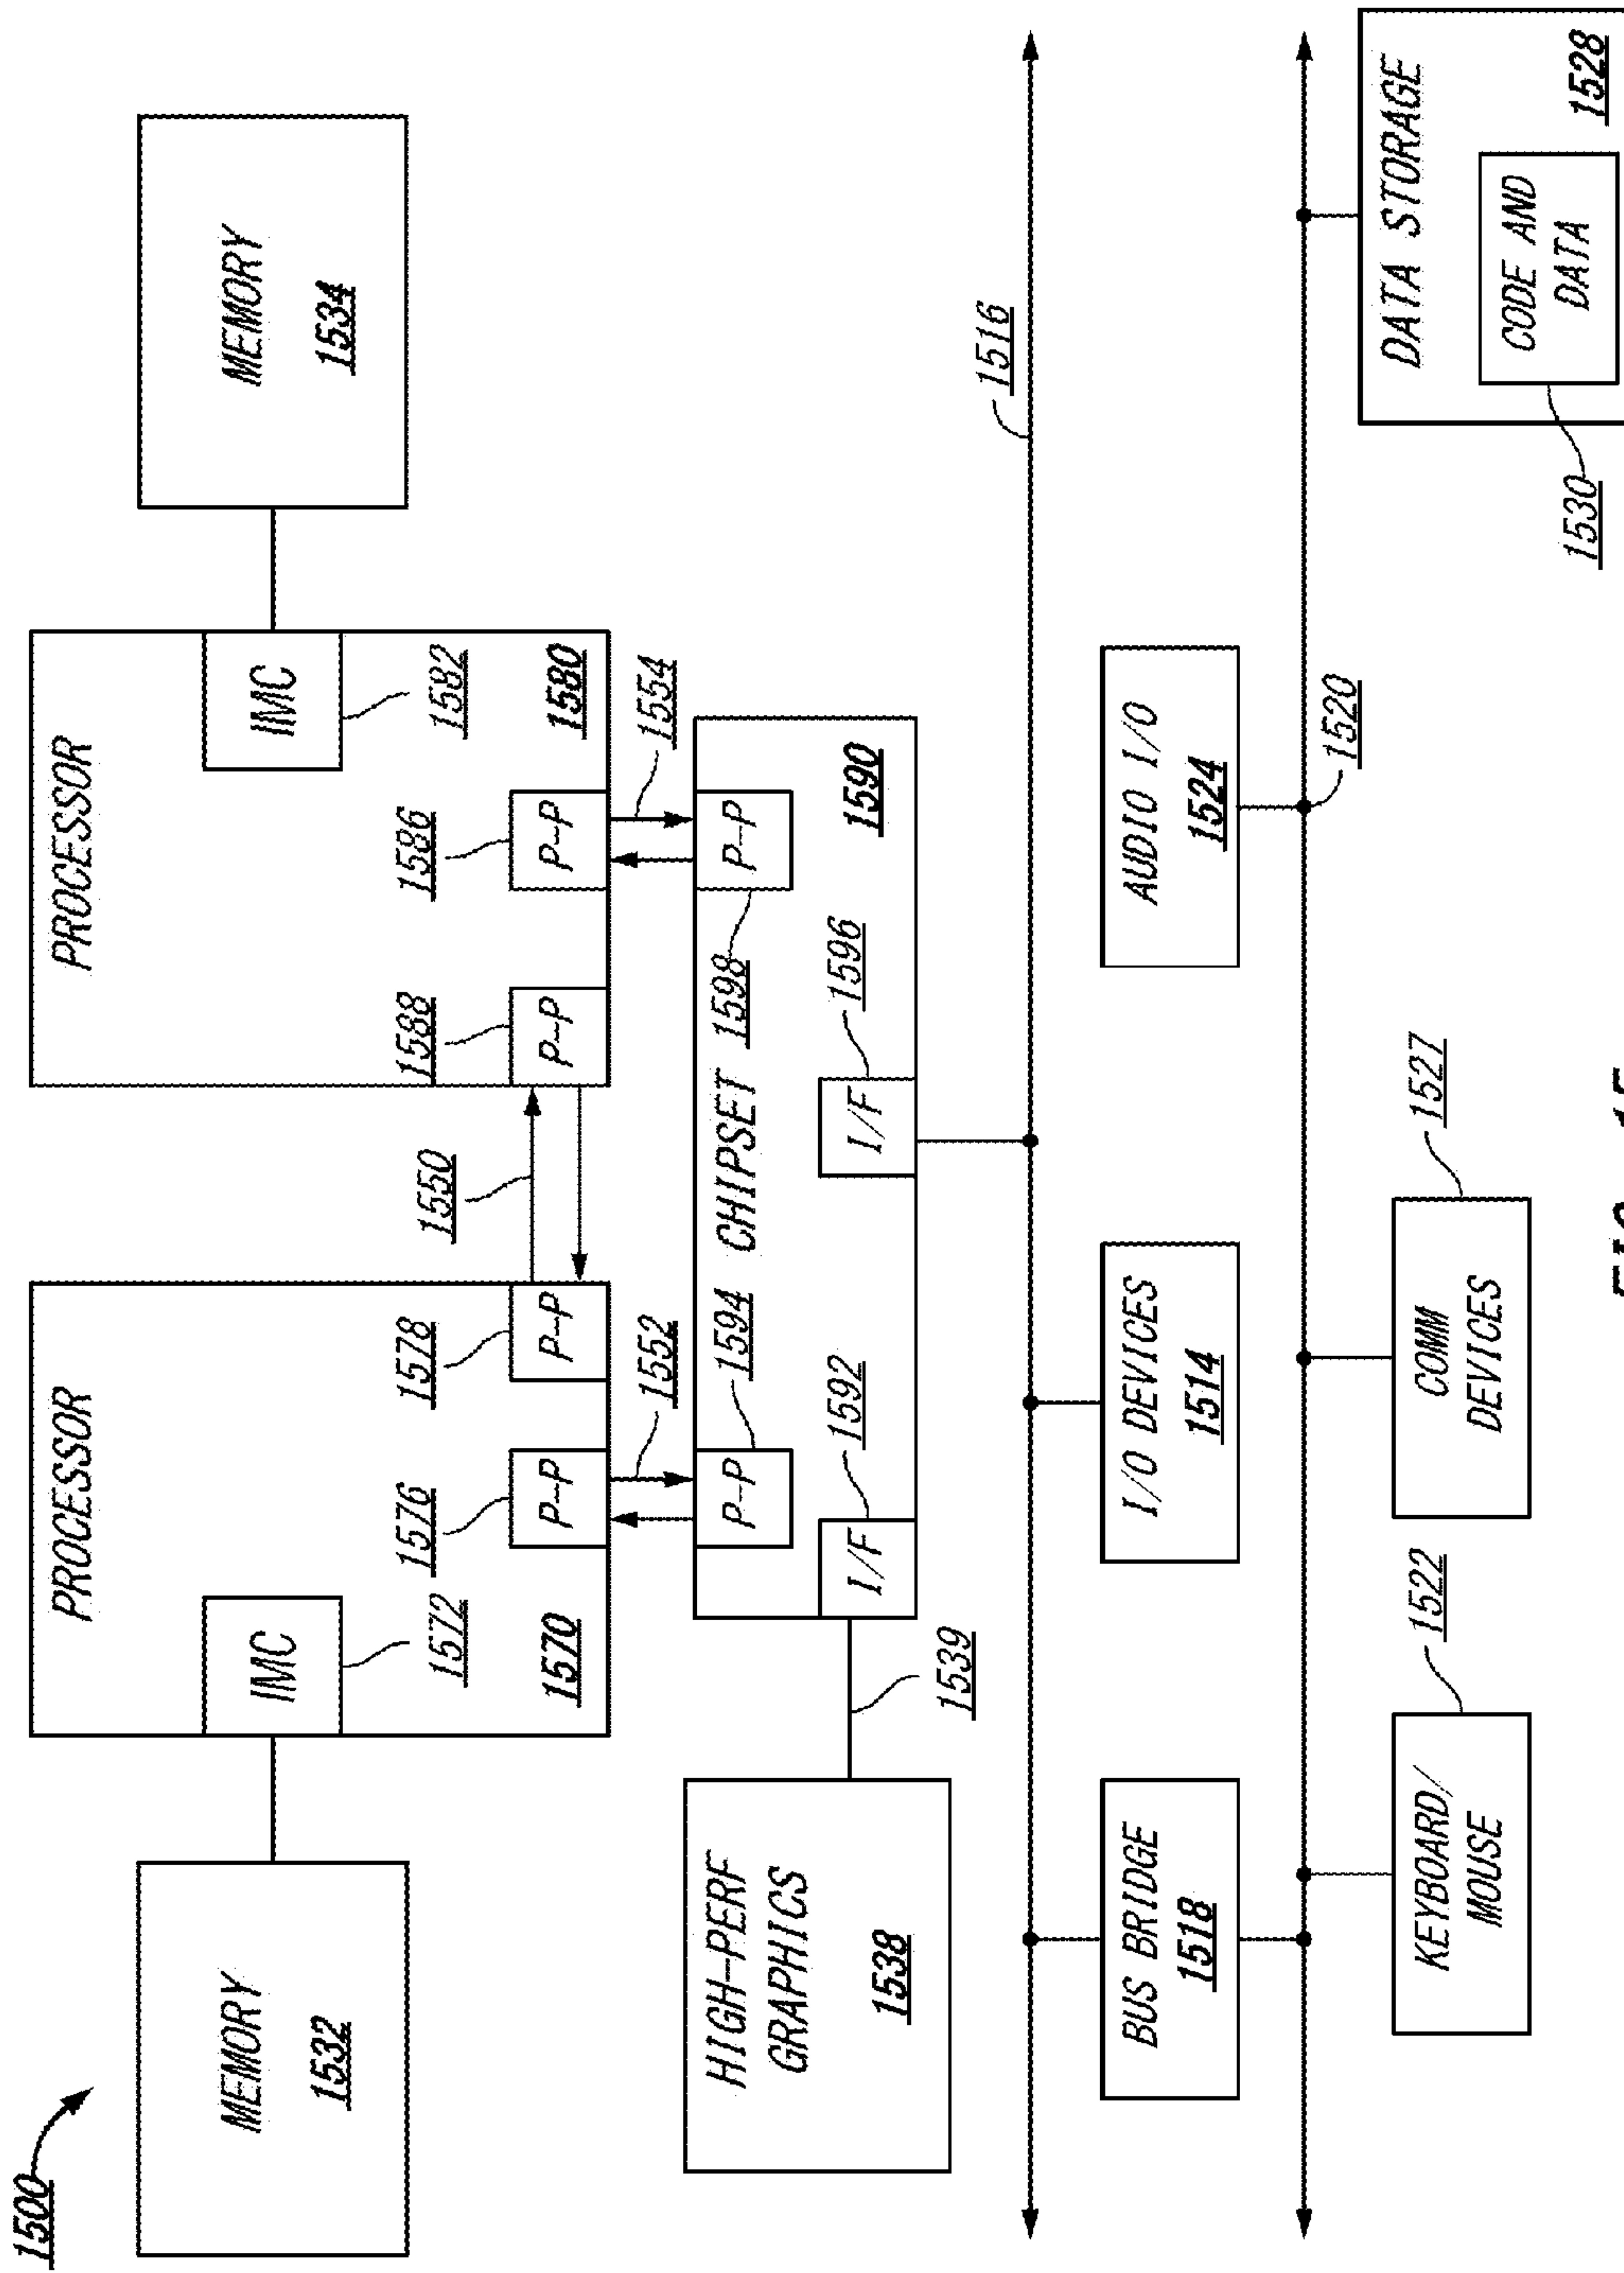 1500
MEMORY
1532
PROCESSOR
IMC
1572
1570
1576
P-P
1578
P-P
1550
PROCESSOR
1588
P-P
1586
P-P
IMC
1582
1580
MEMORY
1534
1552
1554
HIGH-PERF
GRAPHICS
1538
1539
P-P
1594
CHIPSET
1598
P-P
1590
I/F
1592
I/F
1596
1516
BUS BRIDGE
1518
I/O DEVICES
1514
AUDIO I/O
1524
1520
KEYBOARD/
MOUSE
1522
COMM
DEVICES
1527
DATA STORAGE
CODE AND
DATA
1530
1528